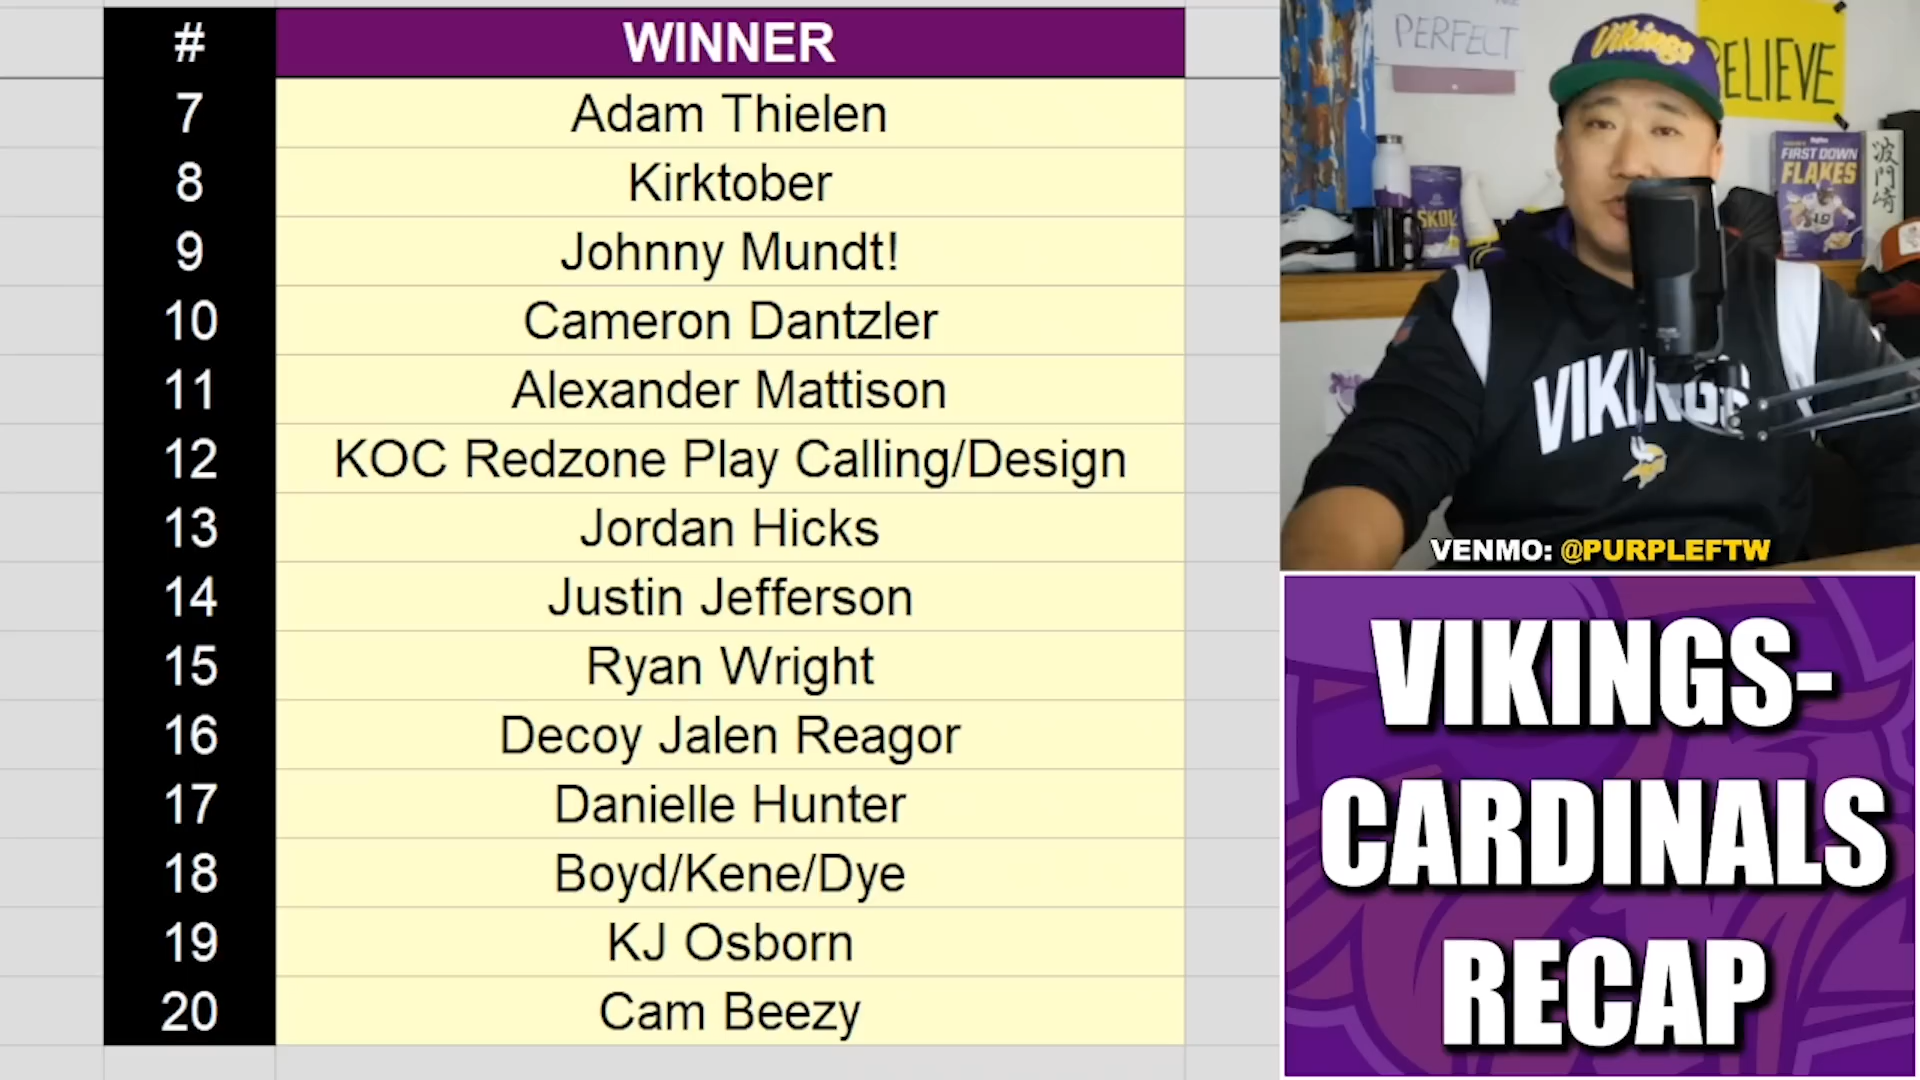 # WINNER
7 Adam Thielen
8 Kirktober
9 Johnny Mundt!
10 Cameron Dantzler
11 Alexander Mattison
12 KOC Redzone Play Calling/Design
13 Jordan Hicks
14 Justin Jefferson
15 Ryan Wright
16 Decoy Jalen Reagor
17 Danielle Hunter
18 Boyd/Kene/Dye
19 KJ Osborn
20 Cam Beezy
PERFECT
ELIEVE
Vikings
FIRST DOWN
FLAKES
SKOL
VIKINGS
VENMO: @PURPLEFTW
VIKINGS-
CARDINALS
RECAP